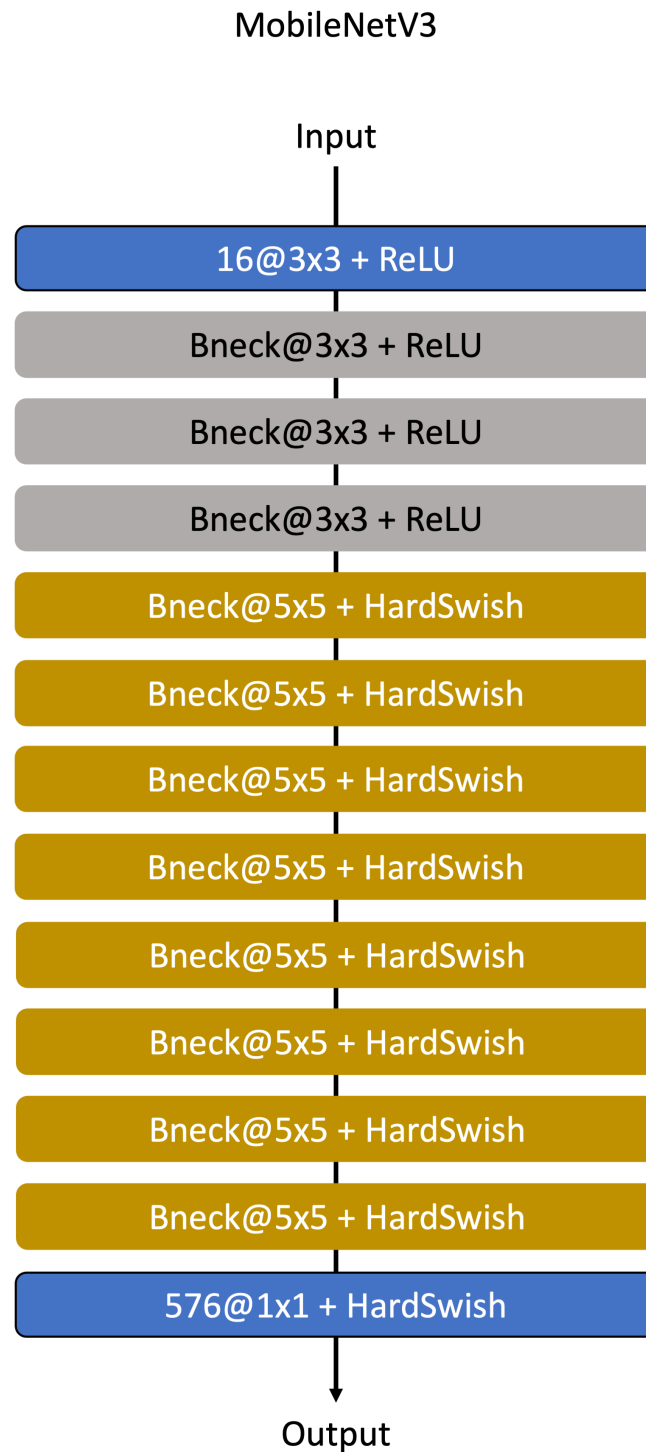 MobileNetV3
Input
16@3x3 + ReLU
Bneck@3x3 + ReLU
Bneck@3x3 + ReLU
Bneck@3x3 + ReLU
Bneck@5x5 + HardSwish
Bneck@5x5 + HardSwish
Bneck@5x5 + HardSwish
Bneck@5x5 + HardSwish
Bneck@5x5 + HardSwish
Bneck@5x5 + HardSwish
Bneck@5x5 + HardSwish
Bneck@5x5 + HardSwish
576@1x1 + HardSwish
Output